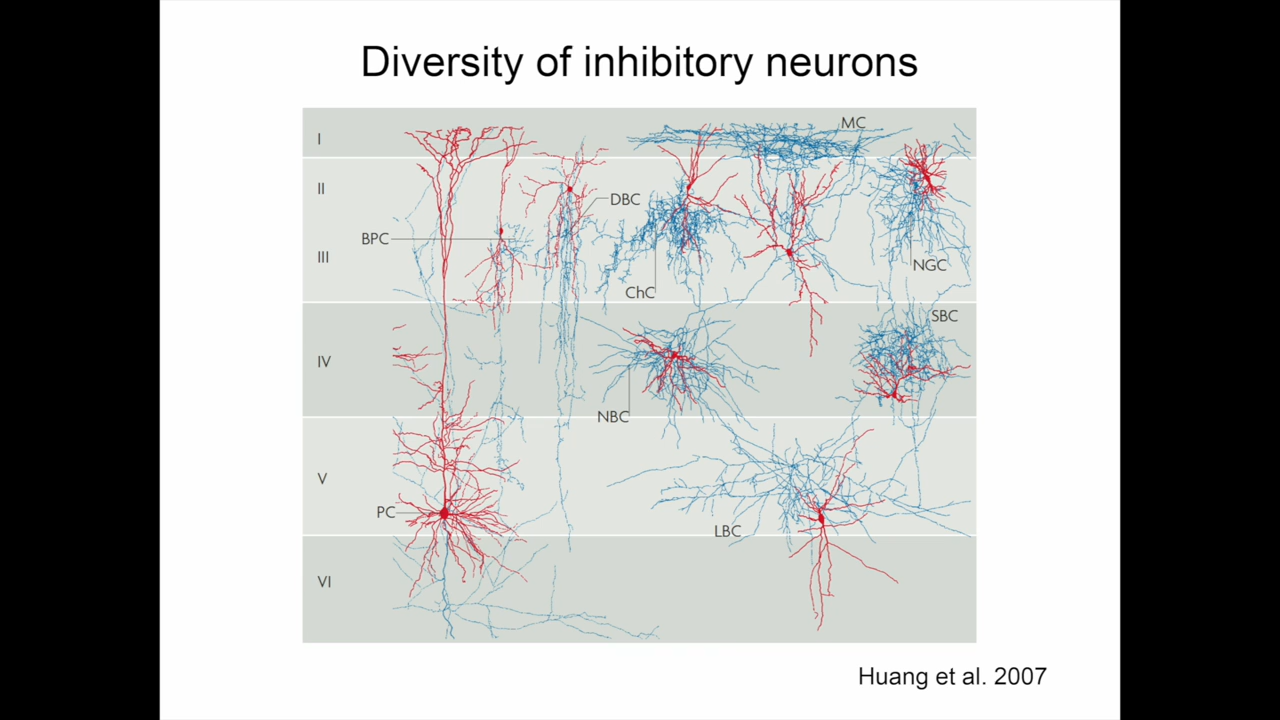 Diversity of inhibitory neurons
I
MC
II
DBC
BPC
III
NGC
ChC
SBC
IV
NBC
V
PC
LBC
VI
Huang et al. 2007